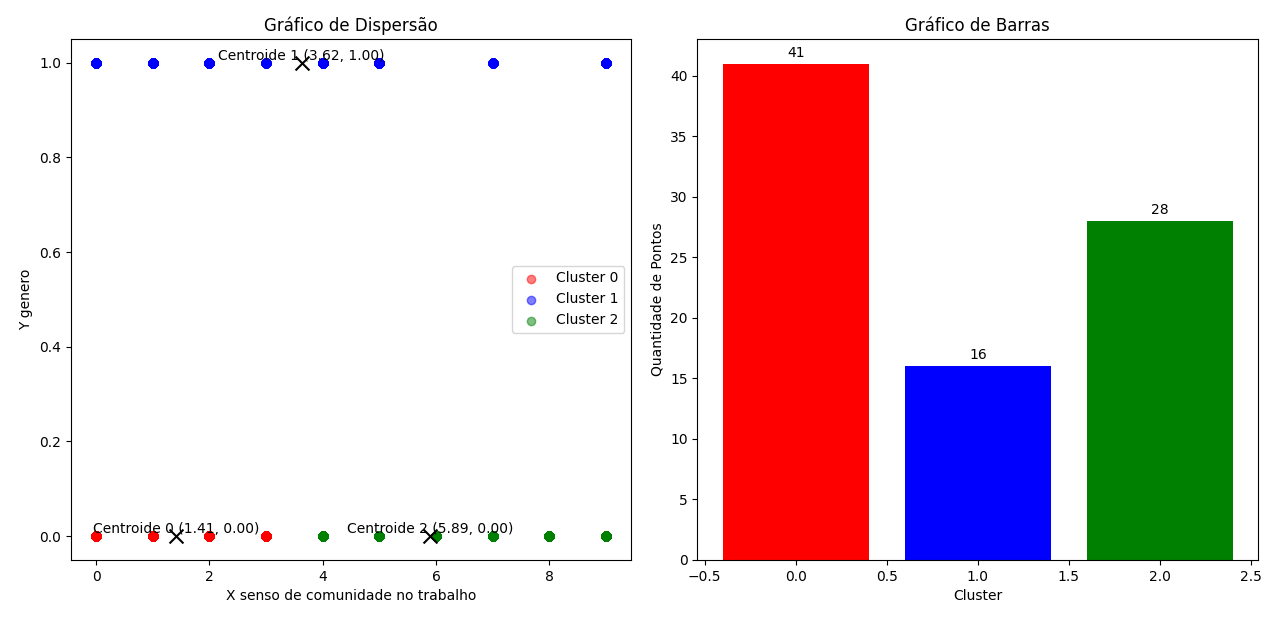 Gráfico de Dispersão
Centroide 1 (3.62, 1.00)
Centroide 0 (1.41, 0.00)
Centroide 2 (5.89, 0.00)
Cluster 0
Cluster 1
Cluster 2
1.0
0.8
0.6
0.4
0.2
0.0
Y genero
0 2 4 6 8
X senso de comunidade no trabalho
Gráfico de Barras
41
16
28
40
35
30
25
20
15
10
5
0
Quantidade de Pontos
−0.5 0.0 0.5 1.0 1.5 2.0 2.5
Cluster